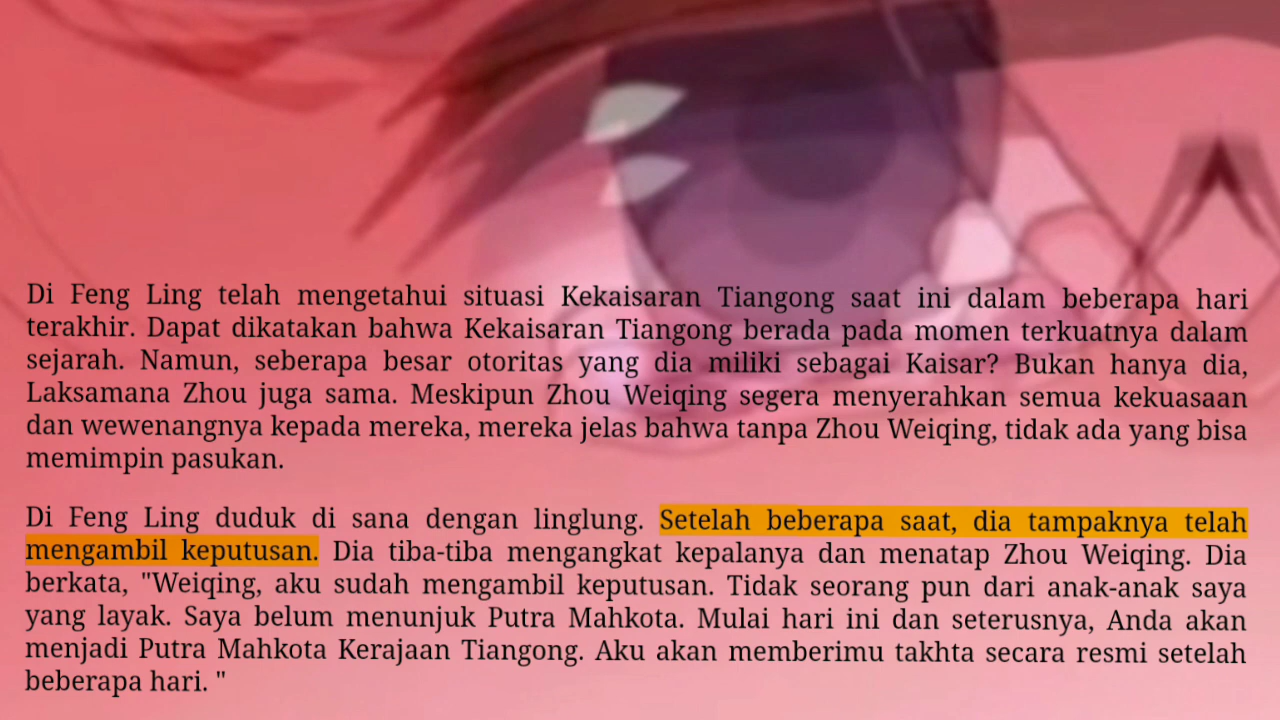 Di Feng Ling telah mengetahui situasi Kekaisaran Tiangong saat ini dalam beberapa hari
terakhir. Dapat dikatakan bahwa Kekaisaran Tiangong berada pada momen terkuatnya dalam
sejarah. Namun, seberapa besar otoritas yang dia miliki sebagai Kaisar? Bukan hanya dia,
Laksamana Zhou juga sama. Meskipun Zhou Weiqing segera menyerahkan semua kekuasaan
dan wewenangnya kepada mereka, mereka jelas bahwa tanpa Zhou Weiqing, tidak ada yang bisa
memimpin pasukan.
Di Feng Ling duduk di sana dengan linglung. Setelah beberapa saat, dia tampaknya telah
mengambil keputusan. Dia tiba-tiba mengangkat kepalanya dan menatap Zhou Weiqing. Dia
berkata, "Weiqing, aku sudah mengambil keputusan. Tidak seorang pun dari anak-anak saya
yang layak. Saya belum menunjuk Putra Mahkota. Mulai hari ini dan seterusnya, Anda akan
menjadi Putra Mahkota Kerajaan Tiangong. Aku akan memberimu takhta secara resmi setelah
beberapa hari. "